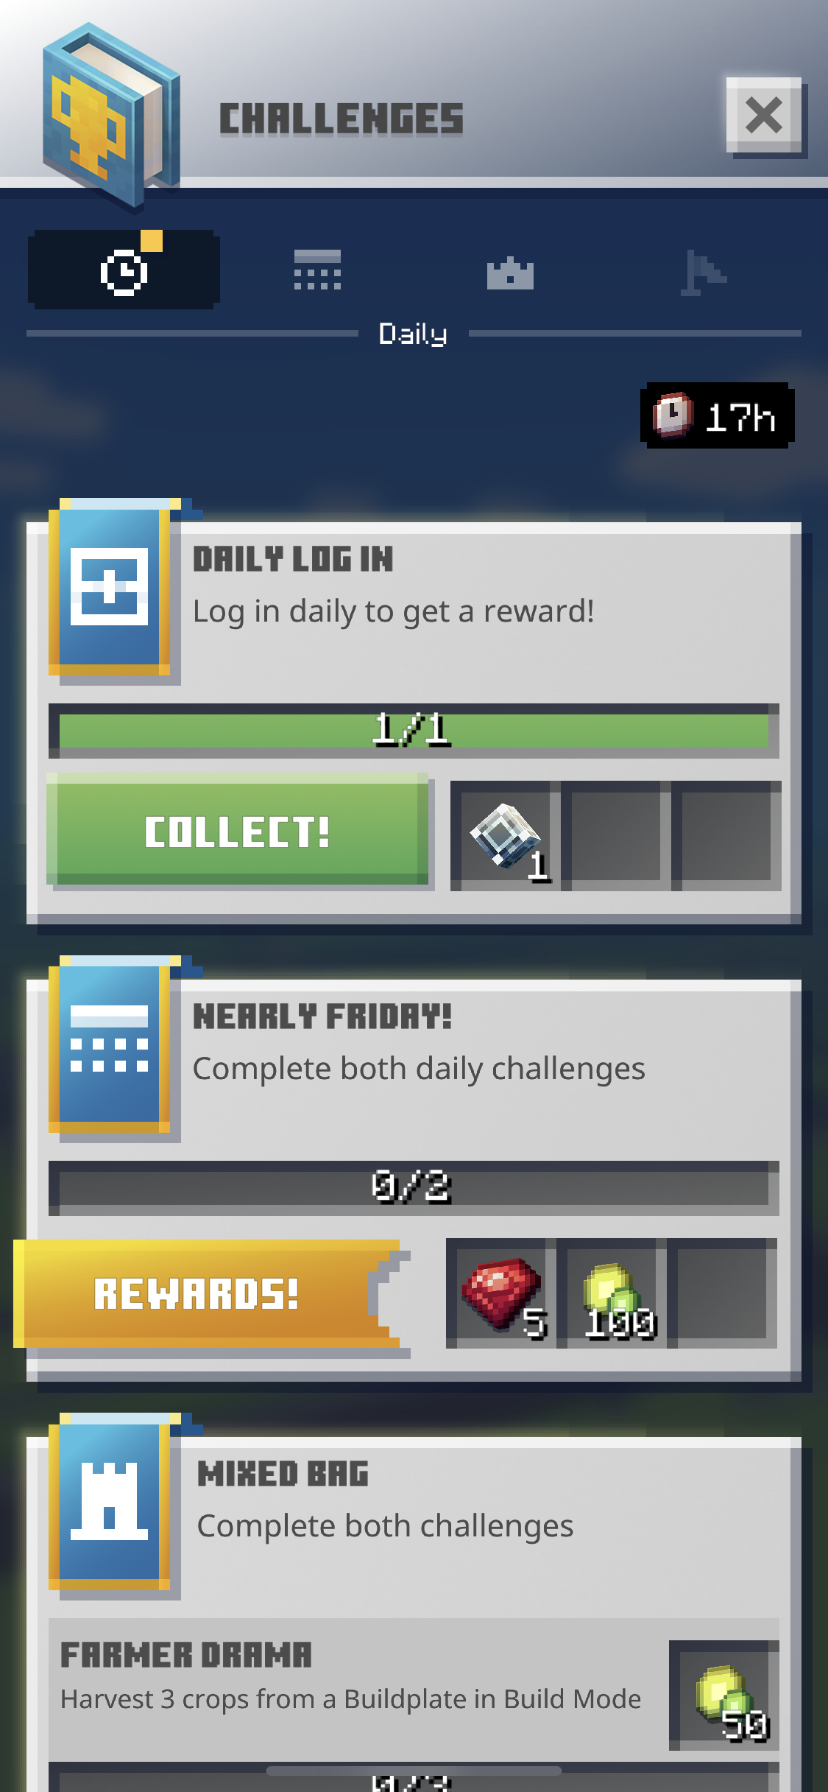 CHALLENGES
Daily
17h
DAILY LOG IN
Log in daily to get a reward!
1/1
COLLECT!
1
NEARLY FRIDAY!
Complete both daily challenges
0/2
REWARDS!
5
100
MIXED BAG
Complete both challenges
FARMER DRAMA
Harvest 3 crops from a Buildplate in Build Mode
50
0/3